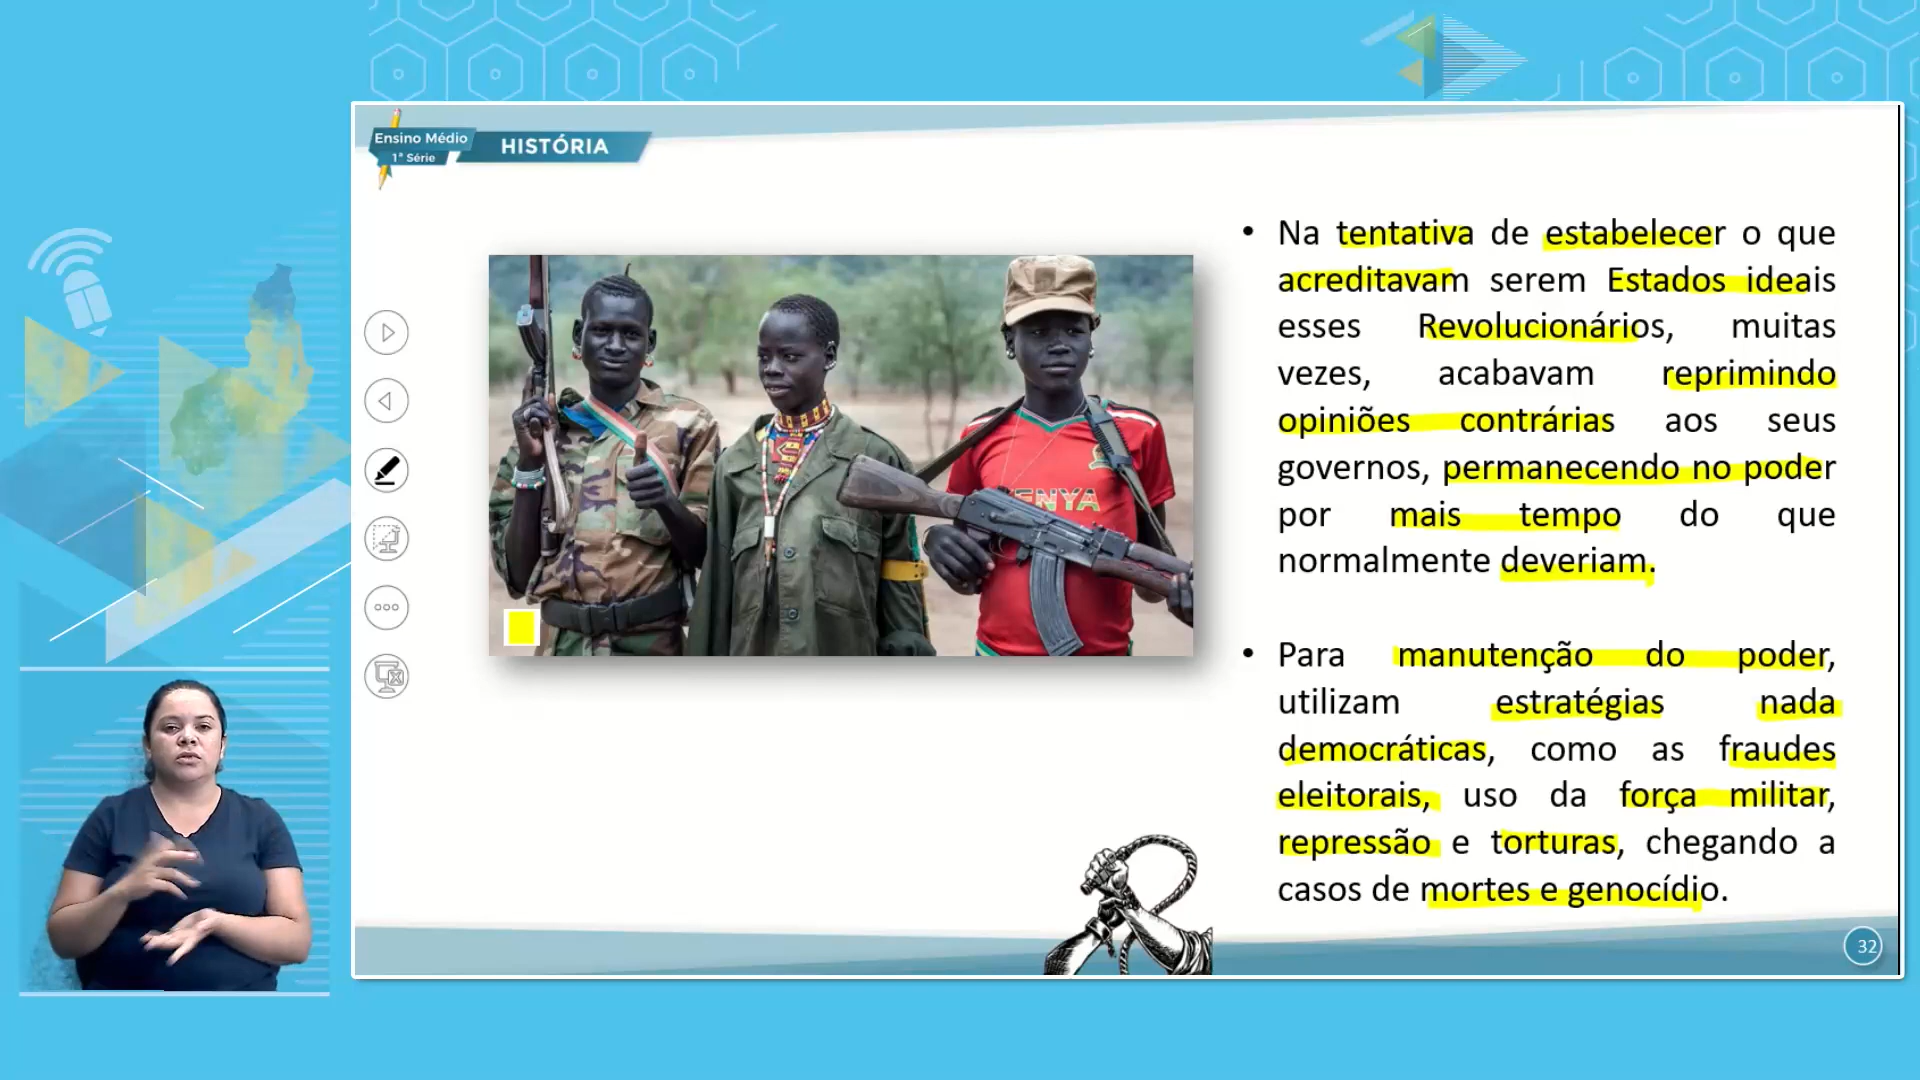 Ensino Médio
1ª Série
HISTÓRIA
• Na tentativa de estabelecer o que
acreditavam serem Estados ideais
esses Revolucionários, muitas
vezes, acabavam reprimindo
opiniões contrárias aos seus
governos, permanecendo no poder
por mais tempo do que
normalmente deveriam.
• Para manutenção do poder,
utilizam estratégias nada
democráticas, como as fraudes
eleitorais, uso da força militar,
repressão e torturas, chegando a
casos de mortes e genocídio.
KENYA
32